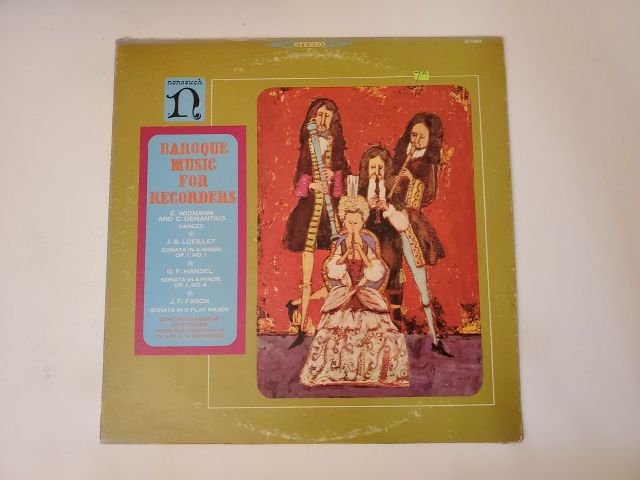 STEREO
nonesuch
n
BAROQUE
MUSIC
FOR
RECORDERS
E. WIDMANN
AND C. DEMANTIUS
DANCES
J. B. LOEILLET
SONATA IN A MINOR,
OP. 1, NO. 1
G. F. HANDEL
SONATA IN A MINOR,
OP. 1, NO. 4
J. F. FASCH
SONATA IN B FLAT MAJOR